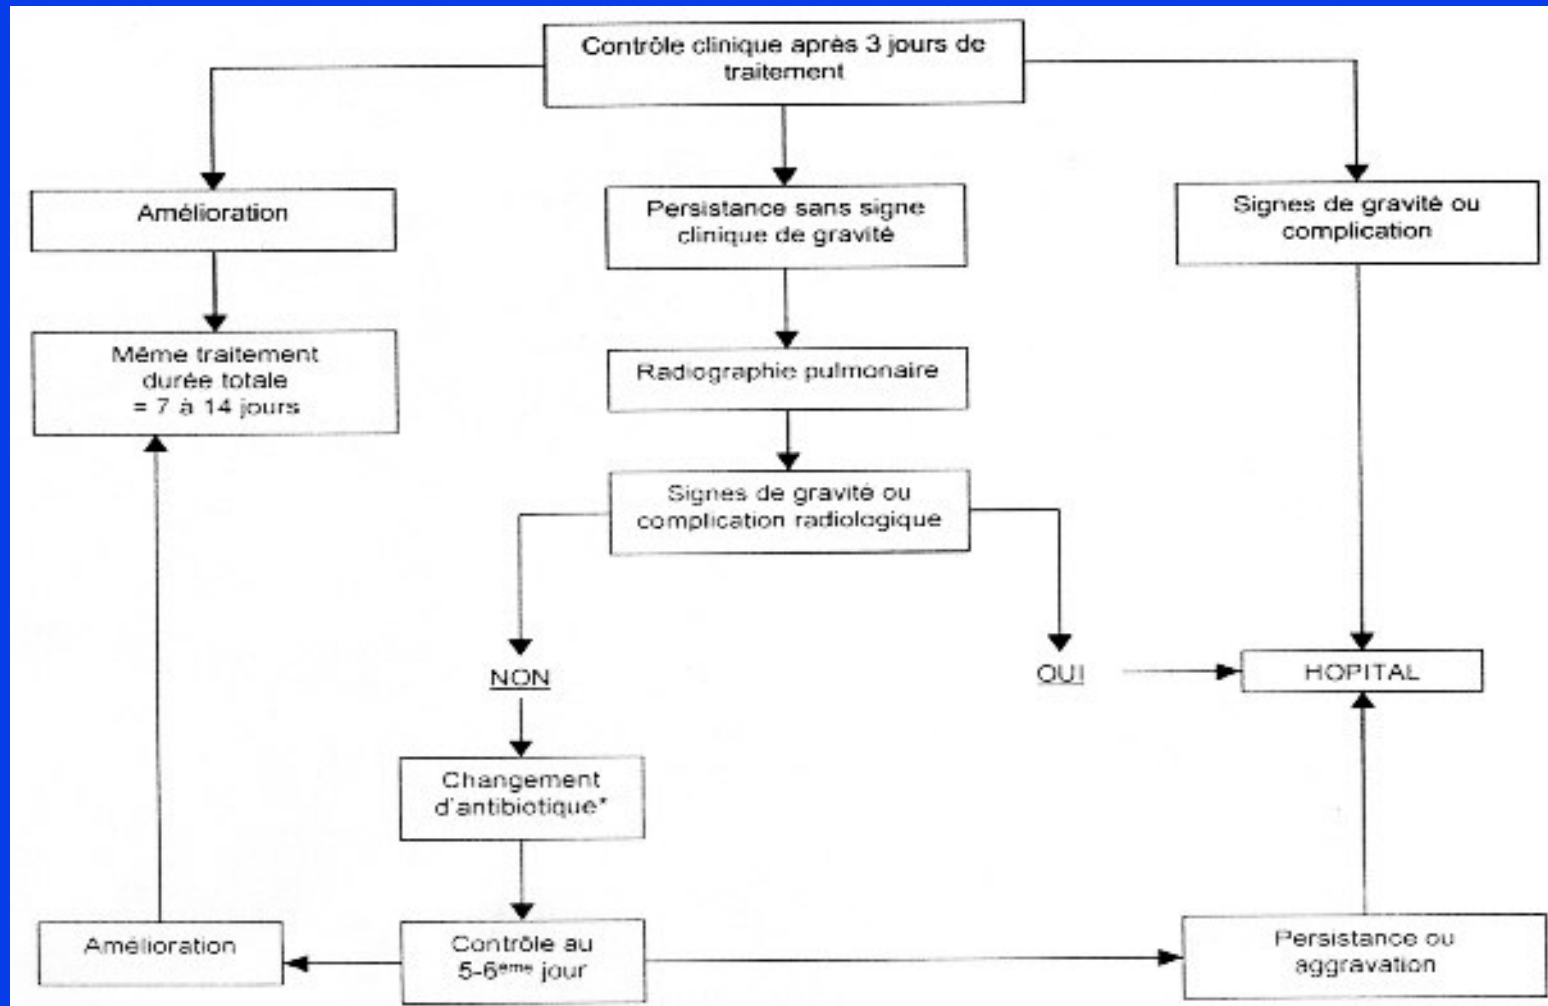 Contrôle clinique après 3 jours de
traitement
Amélioration
Persistance sans signe
clinique de gravité
Signes de gravité ou
complication
Même traitement
durée totale
= 7 à 14 jours
Radiographie pulmonaire
Signes de gravité ou
complication radiologique
NON
OUI
HOPITAL
Changement
d'antibiotique*
Amélioration
Contrôle au
5-6ème jour
Persistance ou
aggravation